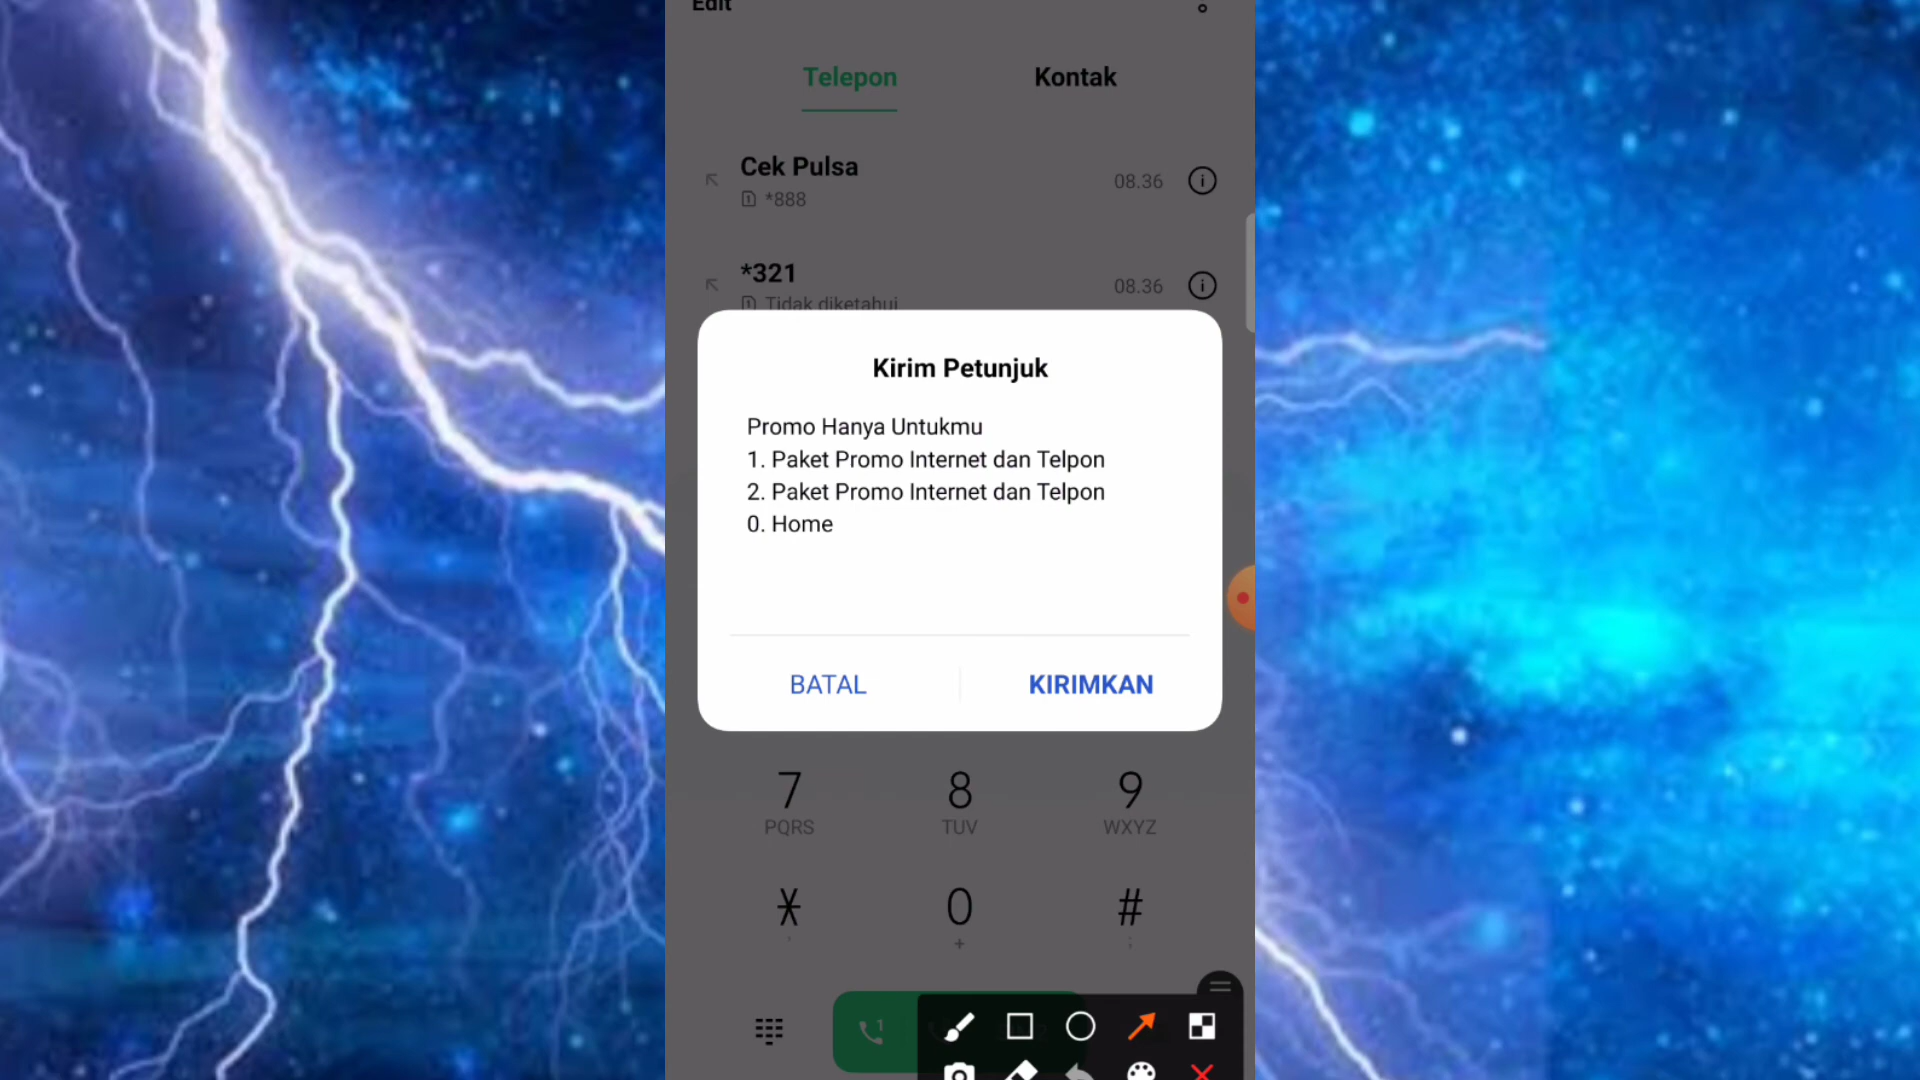 Edit
Telepon
Kontak
Cek Pulsa
*888
08.36
*321
Tidak diketahui
08.36
Kirim Petunjuk
Promo Hanya Untukmu
1. Paket Promo Internet dan Telpon
2. Paket Promo Internet dan Telpon
0. Home
BATAL
KIRIMKAN
7
8
9
PQRS
TUV
WXYZ
*
0
#
,
+
;
1